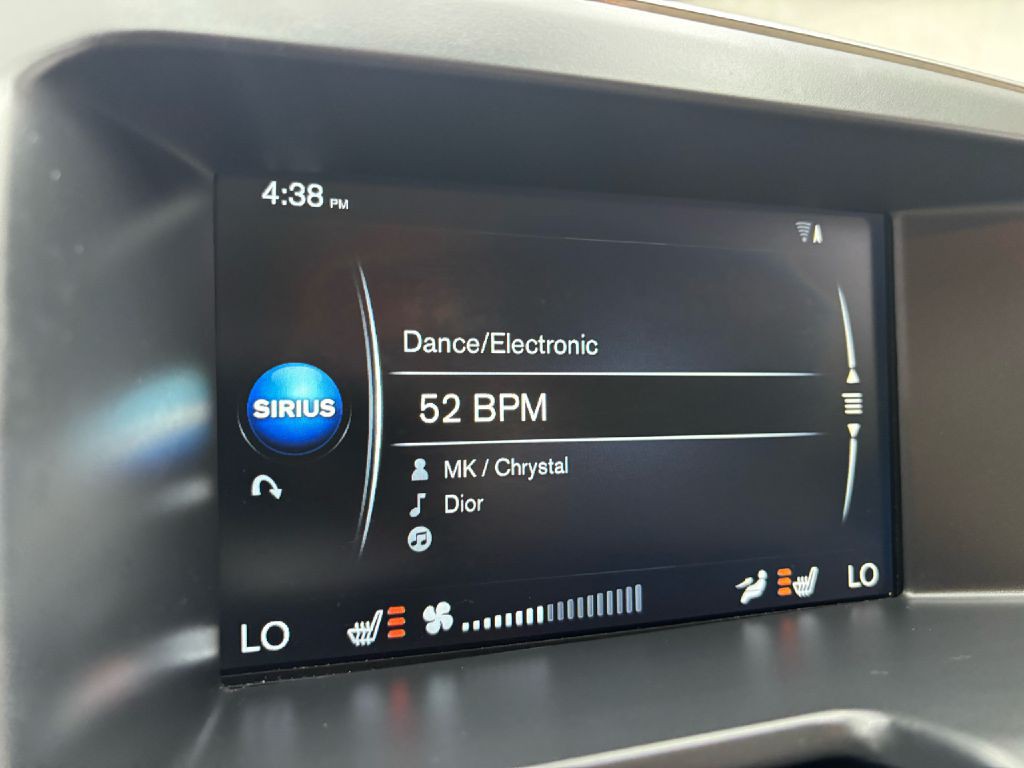 4:38 PM
A
Dance/Electronic
SIRIUS
52 BPM
MK / Chrystal
Dior
LO
LO